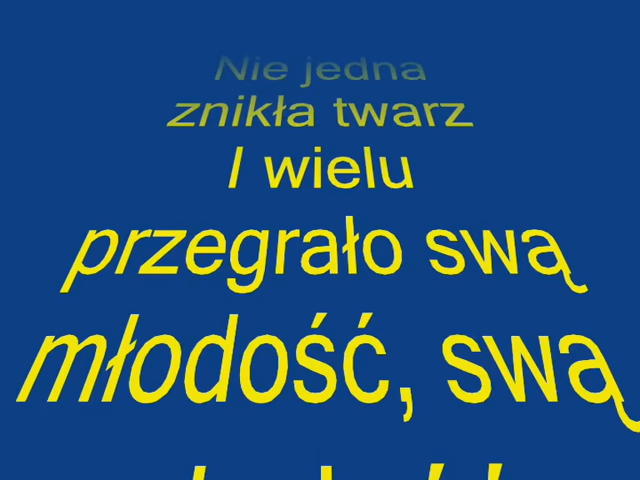 Nie jedna
znikła twarz
I wielu
przegrało swą
młodość, swą